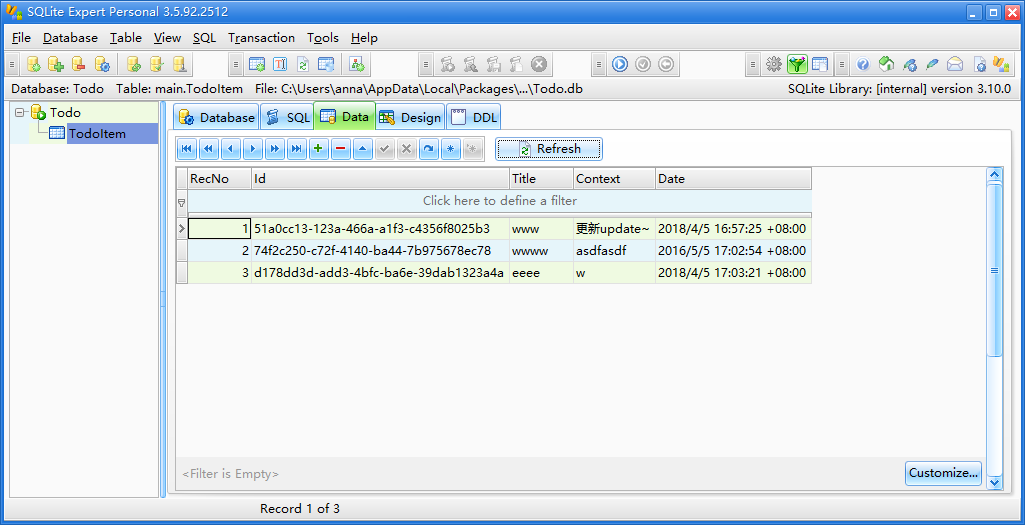 SQLite Expert Personal 3.5.92.2512
File Database Table View SQL Transaction Tools Help
Database: Todo Table: main.TodoItem File: C:\Users\anna\AppData\Local\Packages\...\Todo.db SQLite Library: [internal] version 3.10.0
Todo
TodoItem
Database SQL Data Design DDL
Refresh
RecNo Id Title Context Date
Click here to define a filter
1 51a0cc13-123a-466a-a1f3-c4356f8025b3 www 更新update~ 2018/4/5 16:57:25 +08:00
2 74f2c250-c72f-4140-ba44-7b975678ec78 wwww asdfasdf 2016/5/5 17:02:54 +08:00
3 d178dd3d-add3-4bfc-ba6e-39dab1323a4a eeee w 2018/4/5 17:03:21 +08:00
<Filter is Empty> Customize...
Record 1 of 3